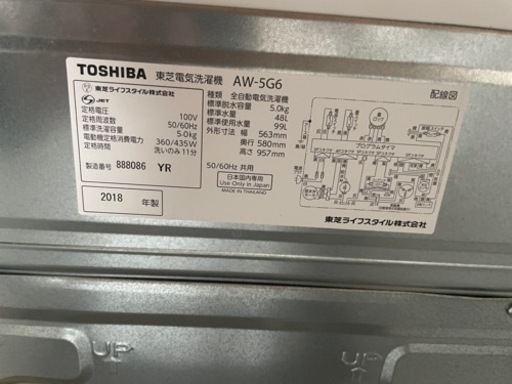 TOSHIBA 東芝電気洗濯機 AW-5G6
東芝ライフスタイル株式会社
JET
定格電圧 100V
定格周波数 50/60Hz
標準洗濯容量 5.0kg
電動機定格消費電力 360/435W
洗いのみ 11分
製造番号 888086 YR
2018 年製
種類 全自動電気洗濯機
標準脱水容量 5.0kg
標準水量 48L
標準使用水量 99L
外形寸法 幅 563mm
奥行 580mm
高さ 957mm
50/60Hz 共用
日本国内専用
Use Only in Japan
MADE IN THAILAND
配線図
プログラムタイマ
東芝ライフスタイル株式会社
UP
UP